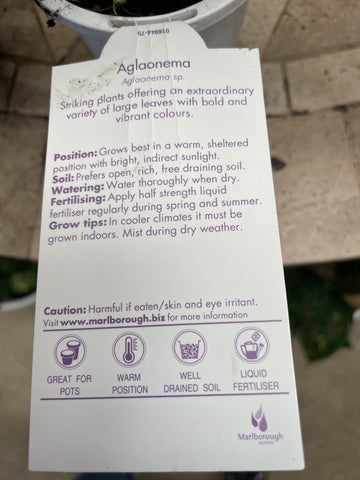 018944-75
Aglaonema
Aglaonema sp.
Striking plants offering an extraordinary
variety of large leaves with bold and
vibrant colours.
Position: Grows best in a warm, sheltered
position with bright, indirect sunlight.
Soil: Prefers open, rich, free draining soil.
Watering: Water thoroughly when dry.
Fertilising: Apply half strength liquid
fertiliser regularly during spring and summer.
Grow tips: In cooler climates it must be
grown indoors. Mist during dry weather.
Caution: Harmful if eaten/skin and eye irritant.
Visit www.marlborough.biz for more information
GREAT FOR
POTS
WARM
POSITION
WELL
DRAINED SOIL
LIQUID
FERTILISER
Marlborough